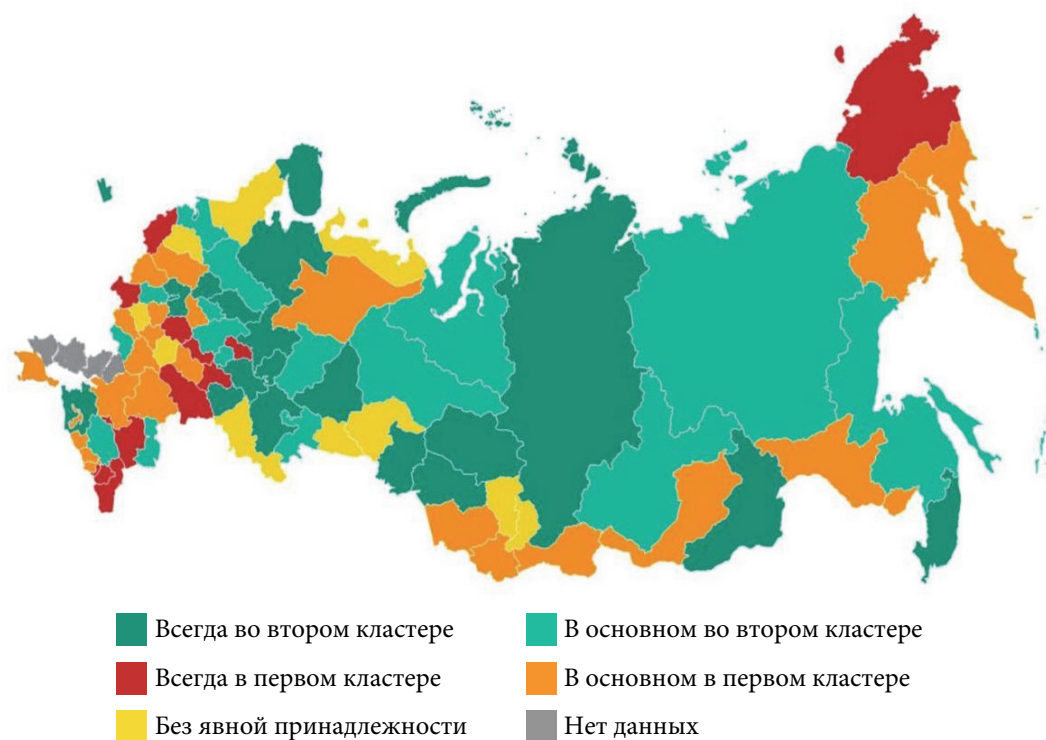 Всегда во втором кластере
В основном во втором кластере
Всегда в первом кластере
В основном в первом кластере
Без явной принадлежности
Нет данных